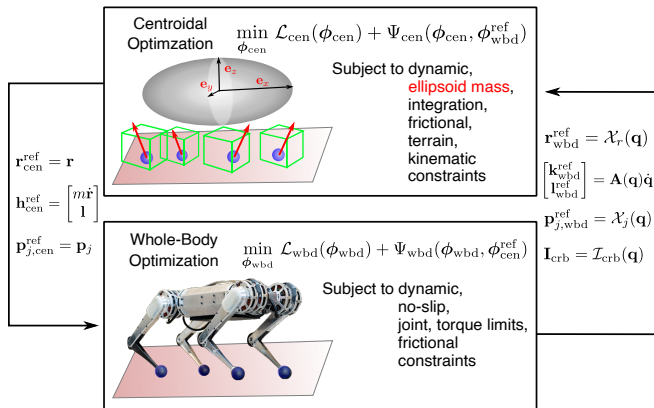 Centroidal
Optimzation
min_{ϕ_cen} ℒ_cen(ϕ_cen) + Ψ_cen(ϕ_cen, ϕ_wbd^ref)
Subject to dynamic,
ellipsoid mass,
integration,
frictional,
terrain,
kinematic
constraints
e_z
e_y
e_x
r_cen^ref = r
h_cen^ref = [mṙ; l]
p_{j,cen}^ref = p_j
r_wbd^ref = 𝒳_r(q)
[k_wbd^ref; l_wbd^ref] = A(q)q̇
p_{j,wbd}^ref = 𝒳_j(q)
I_crb = ℐ_crb(q)
Whole-Body
Optimization
min_{ϕ_wbd} ℒ_wbd(ϕ_wbd) + Ψ_wbd(ϕ_wbd, ϕ_cen^ref)
Subject to dynamic,
no-slip,
joint, torque limits,
frictional
constraints